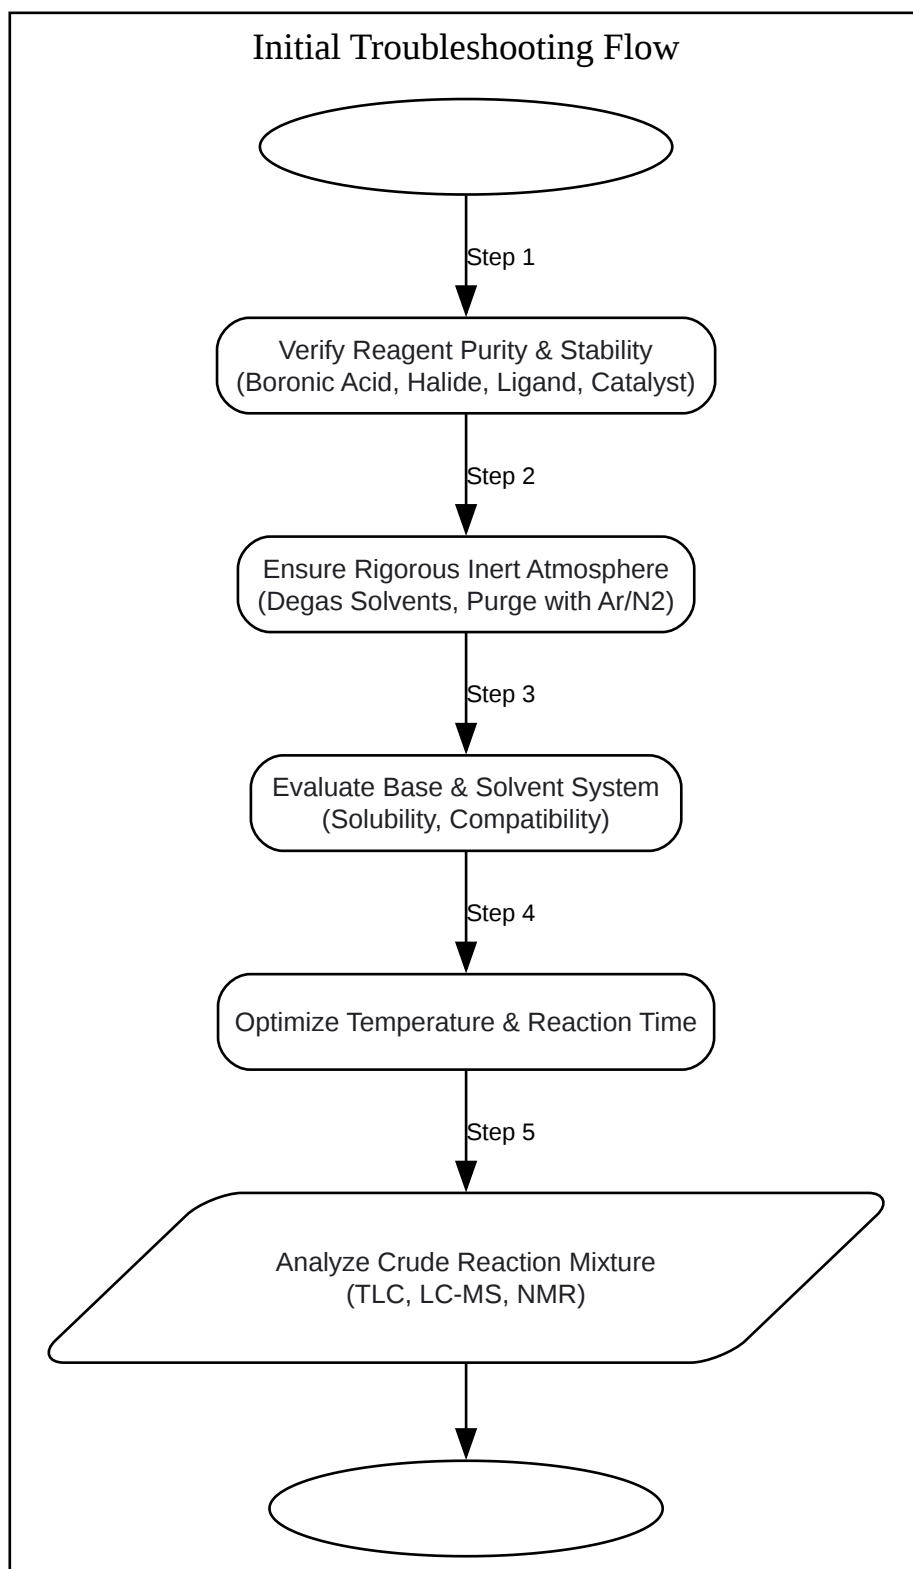 Initial Troubleshooting Flow
Step 1
Verify Reagent Purity & Stability
(Boronic Acid, Halide, Ligand, Catalyst)
Step 2
Ensure Rigorous Inert Atmosphere
(Degas Solvents, Purge with Ar/N2)
Step 3
Evaluate Base & Solvent System
(Solubility, Compatibility)
Step 4
Optimize Temperature & Reaction Time
Step 5
Analyze Crude Reaction Mixture
(TLC, LC-MS, NMR)